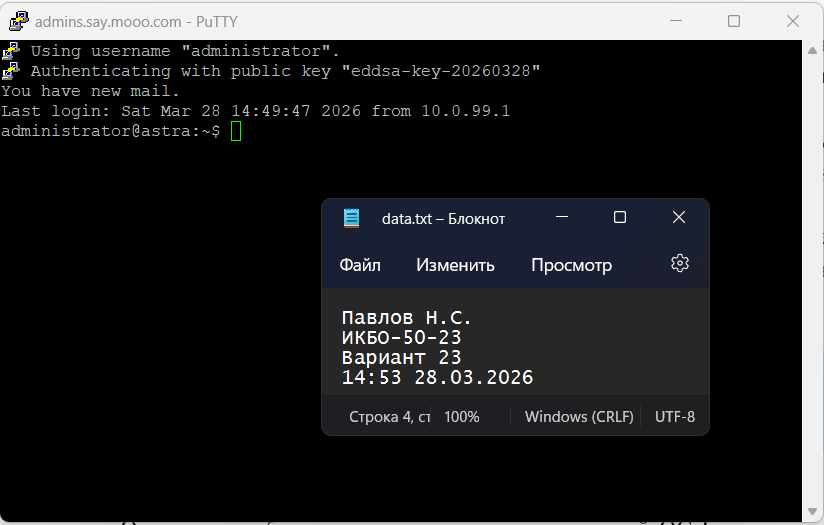 admins.say.mooo.com - PuTTY
Using username "administrator".
Authenticating with public key "eddsa-key-20260328"
You have new mail.
Last login: Sat Mar 28 14:49:47 2026 from 10.0.99.1
administrator@astra:~$
data.txt – Блокнот
Файл Изменить Просмотр
Павлов Н.С.
ИКБО-50-23
Вариант 23
14:53 28.03.2026
Строка 4, ст 100% Windows (CRLF) UTF-8